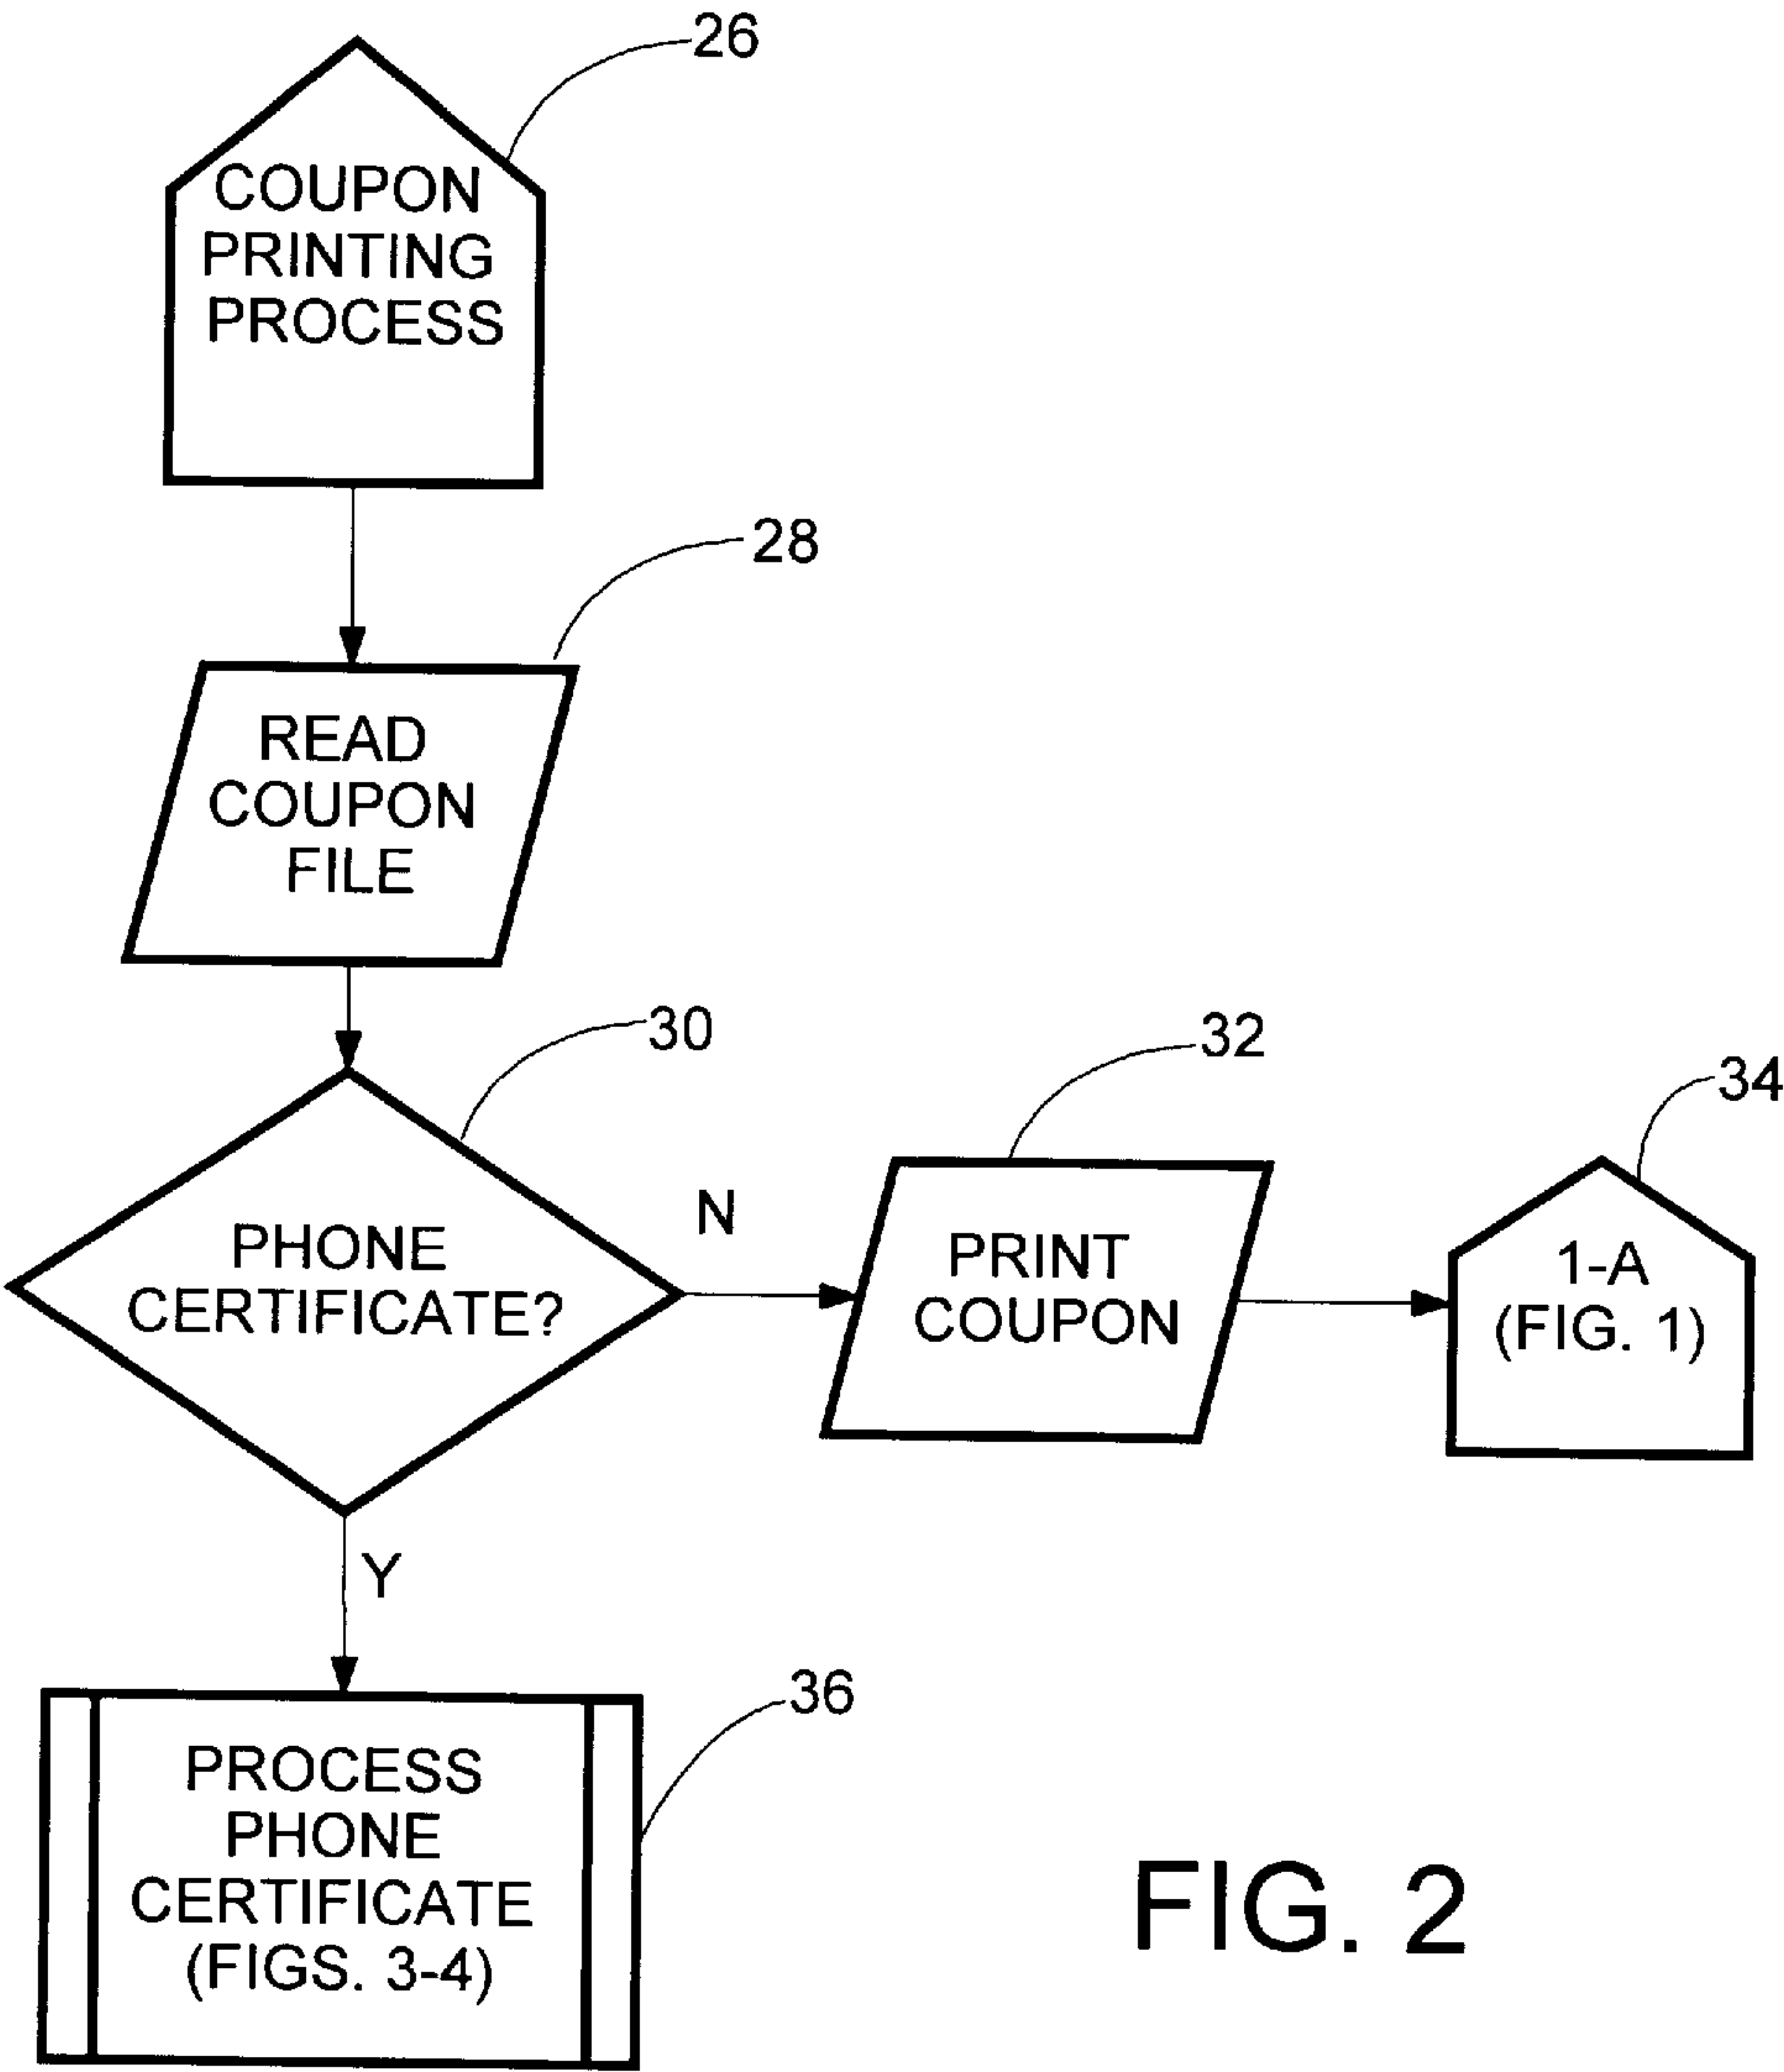 26
COUPON
PRINTING
PROCESS
28
READ
COUPON
FILE
30
PHONE
CERTIFICATE?
N
32
PRINT
COUPON
34
1-A
(FIG. 1)
Y
36
PROCESS
PHONE
CERTIFICATE
(FIGS. 3-4)
FIG. 2